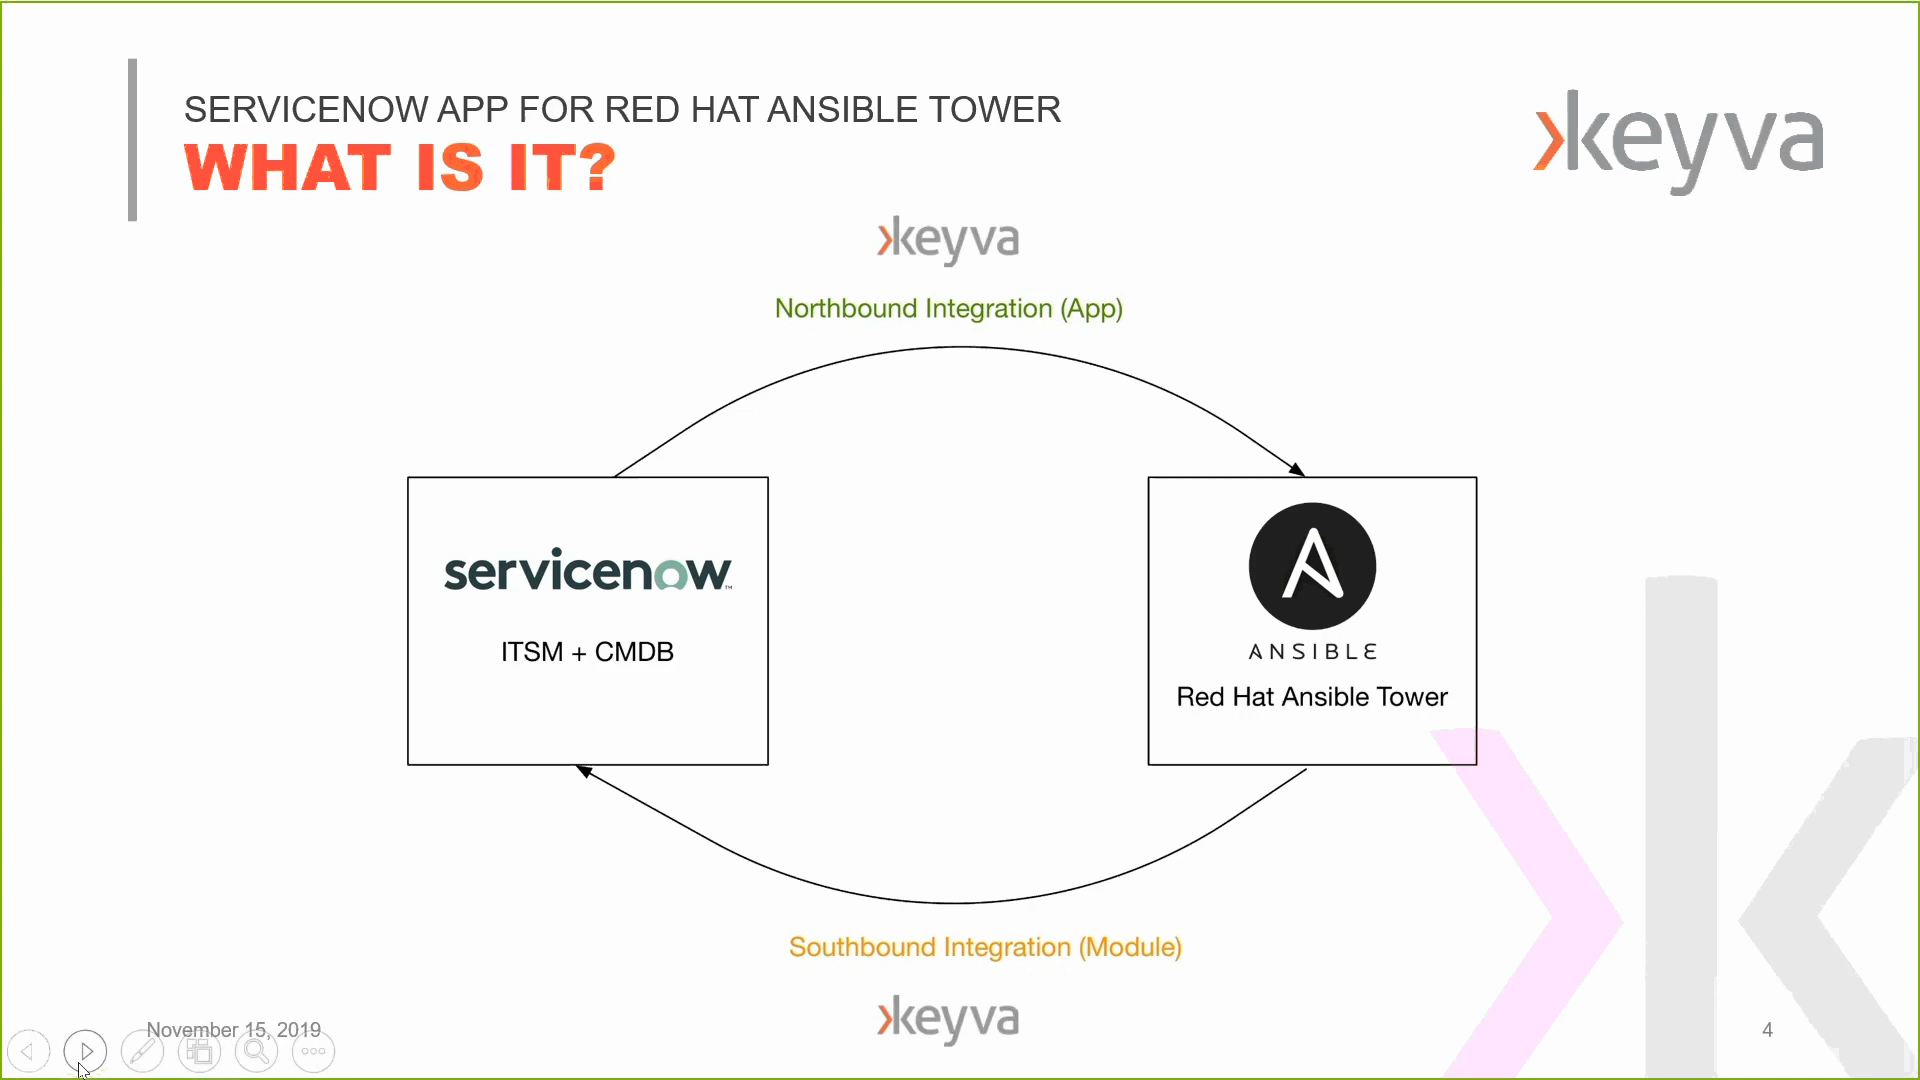 SERVICENOW APP FOR RED HAT ANSIBLE TOWER
WHAT IS IT?
keyva
keyva
Northbound Integration (App)
servicenow™
ITSM + CMDB
ANSIBLE
Red Hat Ansible Tower
Southbound Integration (Module)
keyva
November 15, 2019
4